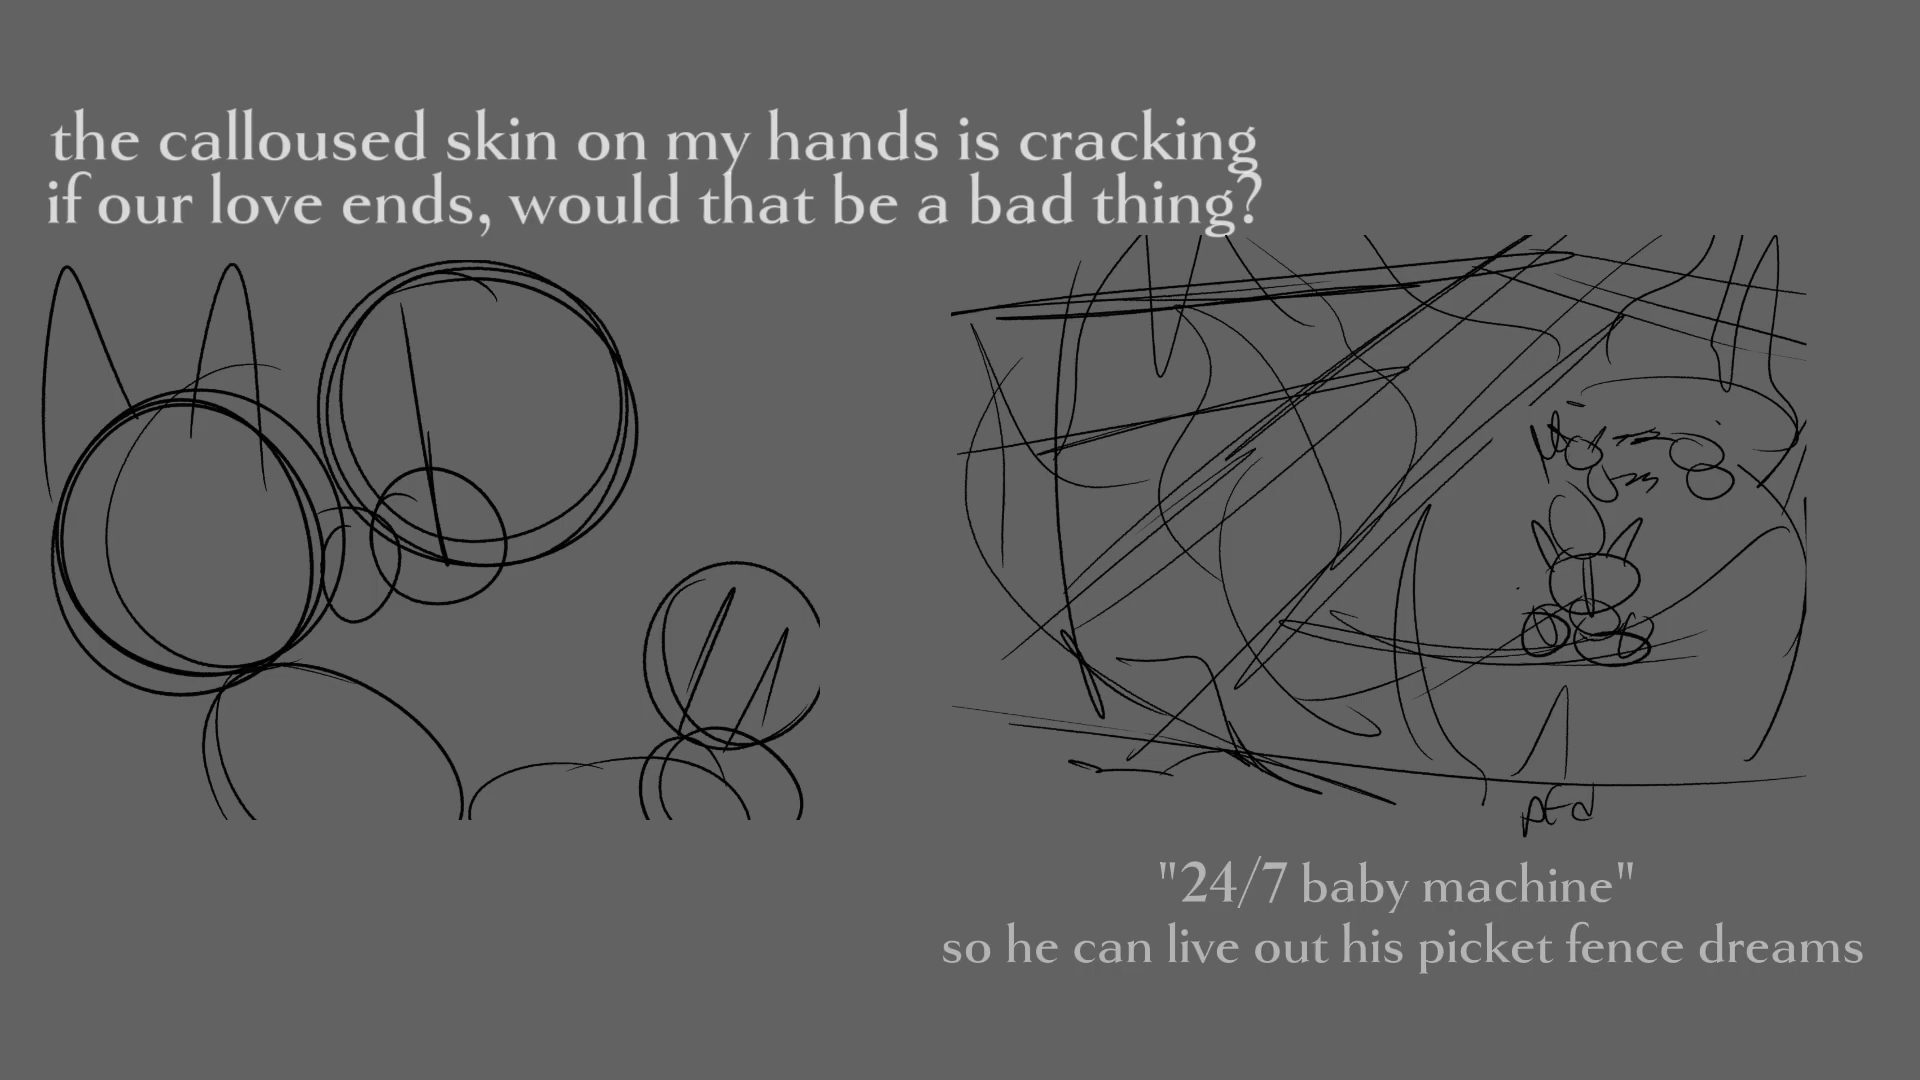 the calloused skin on my hands is cracking
if our love ends, would that be a bad thing?
"24/7 baby machine"
so he can live out his picket fence dreams